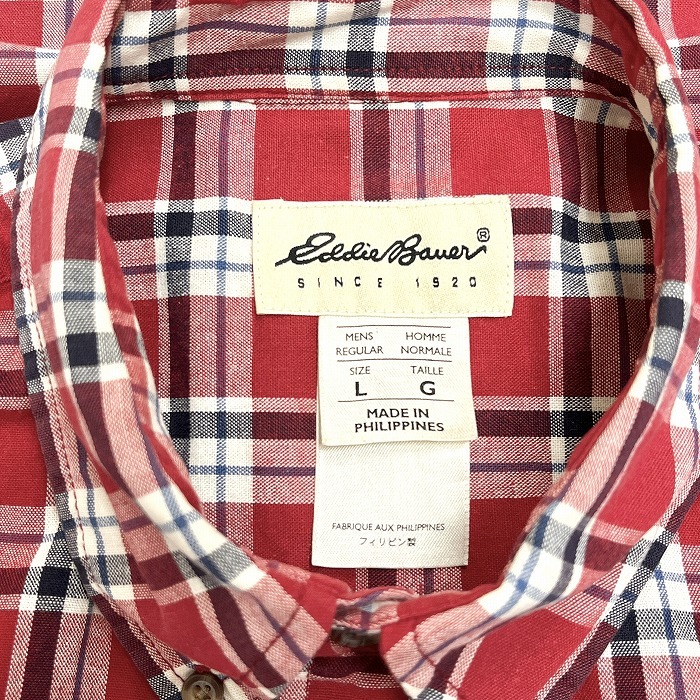 Eddie Bauer®
SINCE 1920
MENS HOMME
REGULAR NORMALE
SIZE TAILLE
L G
MADE IN
PHILIPPINES
FABRIQUE AUX PHILIPPINES
フィリピン製